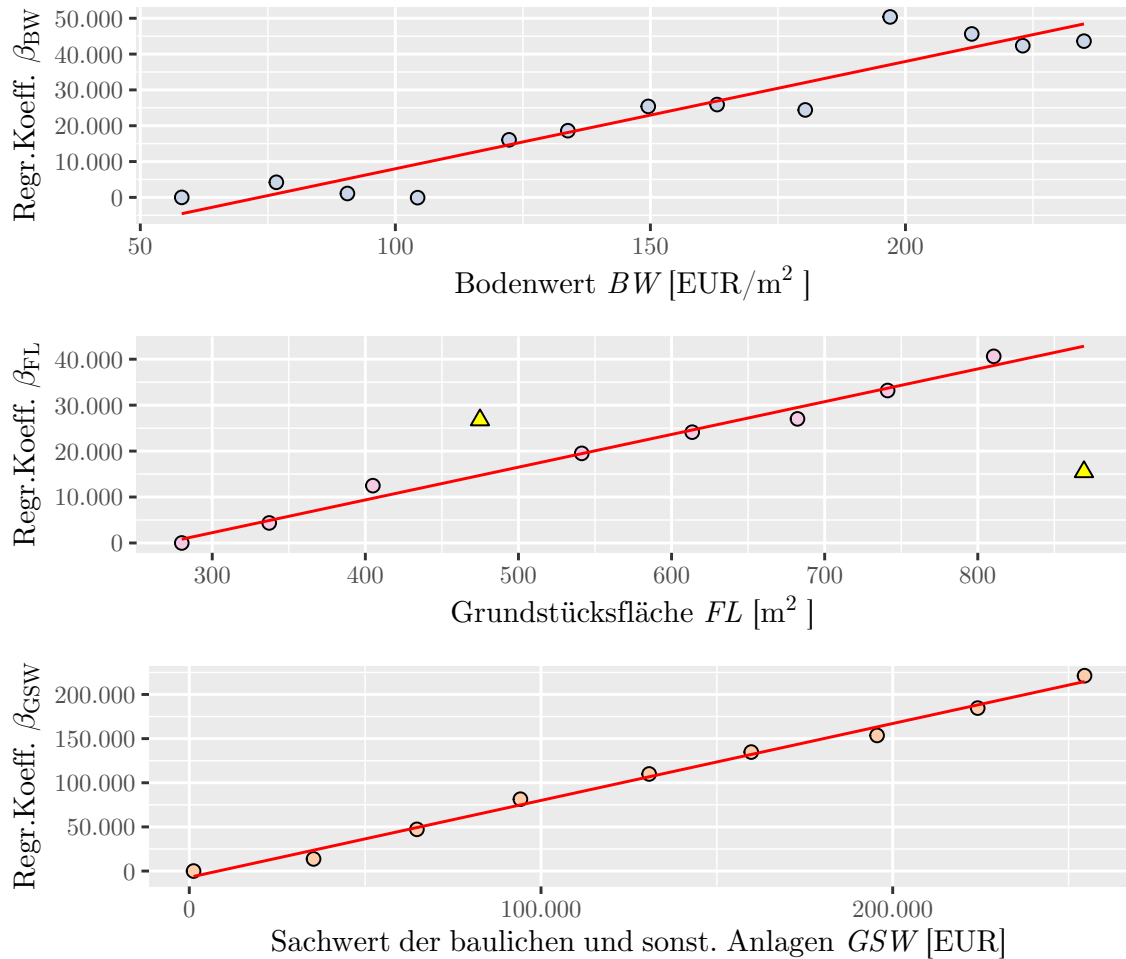 Regr.Koeff. βBW
50.000
40.000
30.000
20.000
10.000
0
50 100 150 200
Bodenwert BW [EUR/m² ]
Regr.Koeff. βFL
40.000
30.000
20.000
10.000
0
300 400 500 600 700 800
Grundstücksfläche FL [m² ]
Regr.Koeff. βGSW
200.000
150.000
100.000
50.000
0
0 100.000 200.000
Sachwert der baulichen und sonst. Anlagen GSW [EUR]